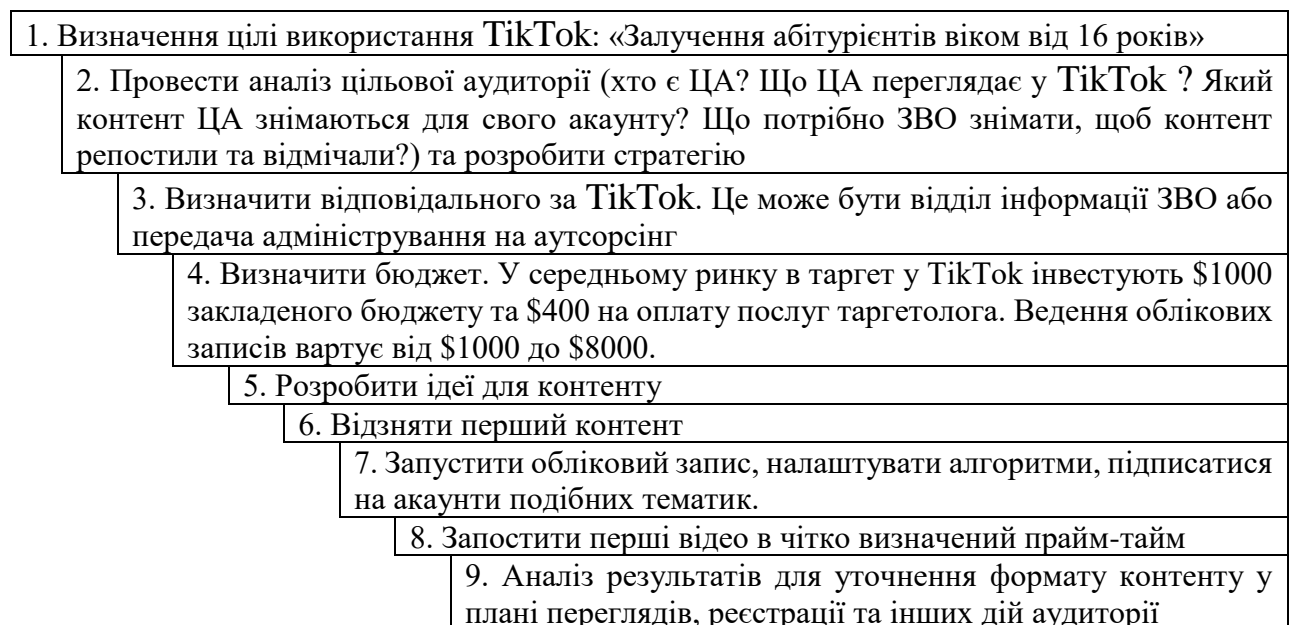 1. Визначення цілі використання TikTok: «Залучення абітурієнтів віком від 16 років»
2. Провести аналіз цільової аудиторії (хто є ЦА? Що ЦА переглядає у TikTok ? Який
контент ЦА знімаються для свого акаунту? Що потрібно ЗВО знімати, щоб контент
репостили та відмічали?) та розробити стратегію
3. Визначити відповідального за TikTok. Це може бути відділ інформації ЗВО або
передача адміністрування на аутсорсінг
4. Визначити бюджет. У середньому ринку в таргет у TikTok інвестують $1000
закладеного бюджету та $400 на оплату послуг таргетолога. Ведення облікових
записів вартує від $1000 до $8000.
5. Розробити ідеї для контенту
6. Відзняти перший контент
7. Запустити обліковий запис, налаштувати алгоритми, підписатися
на акаунти подібних тематик.
8. Запостити перші відео в чітко визначений прайм-тайм
9. Аналіз результатів для уточнення формату контенту у
плані переглядів, реєстрації та інших дій аудиторії